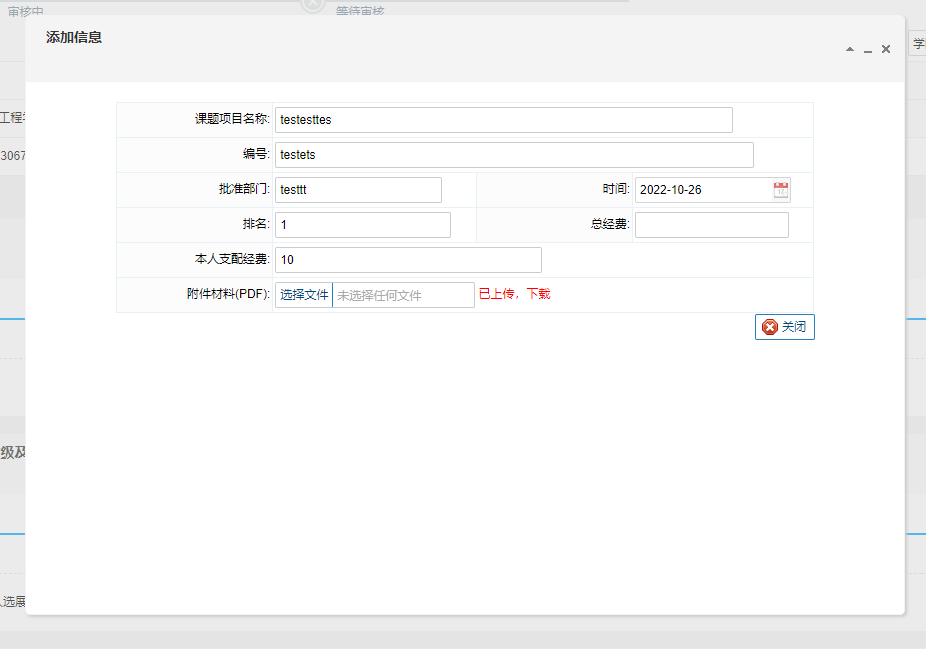 审核中
等待审核
添加信息
学
课题项目名称: testesttes
工程
编号: testets
3067
批准部门: testtt 时间: 2022-10-26
排名: 1 总经费:
本人支配经费: 10
附件材料(PDF): 选择文件 未选择任何文件 已上传，下载
关闭
级及
选展